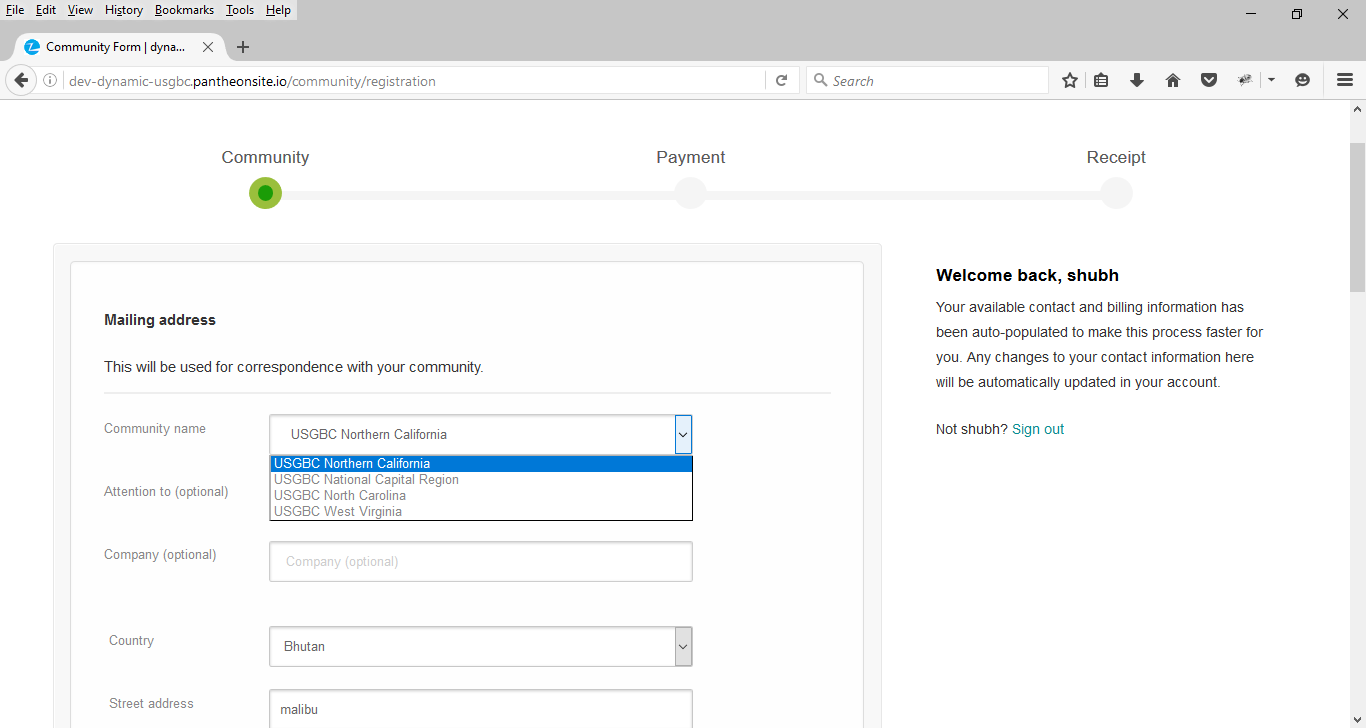 File Edit View History Bookmarks Tools Help
Community Form | dyna...
dev-dynamic-usgbc.pantheonsite.io/community/registration
Search
Community
Payment
Receipt
Mailing address
This will be used for correspondence with your community.
Community name
USGBC Northern California
USGBC Northern California
USGBC National Capital Region
USGBC North Carolina
USGBC West Virginia
Attention to (optional)
Company (optional)
Company (optional)
Country
Bhutan
Street address
malibu
Welcome back, shubh
Your available contact and billing information has
been auto-populated to make this process faster for
you. Any changes to your contact information here
will be automatically updated in your account.
Not shubh? Sign out